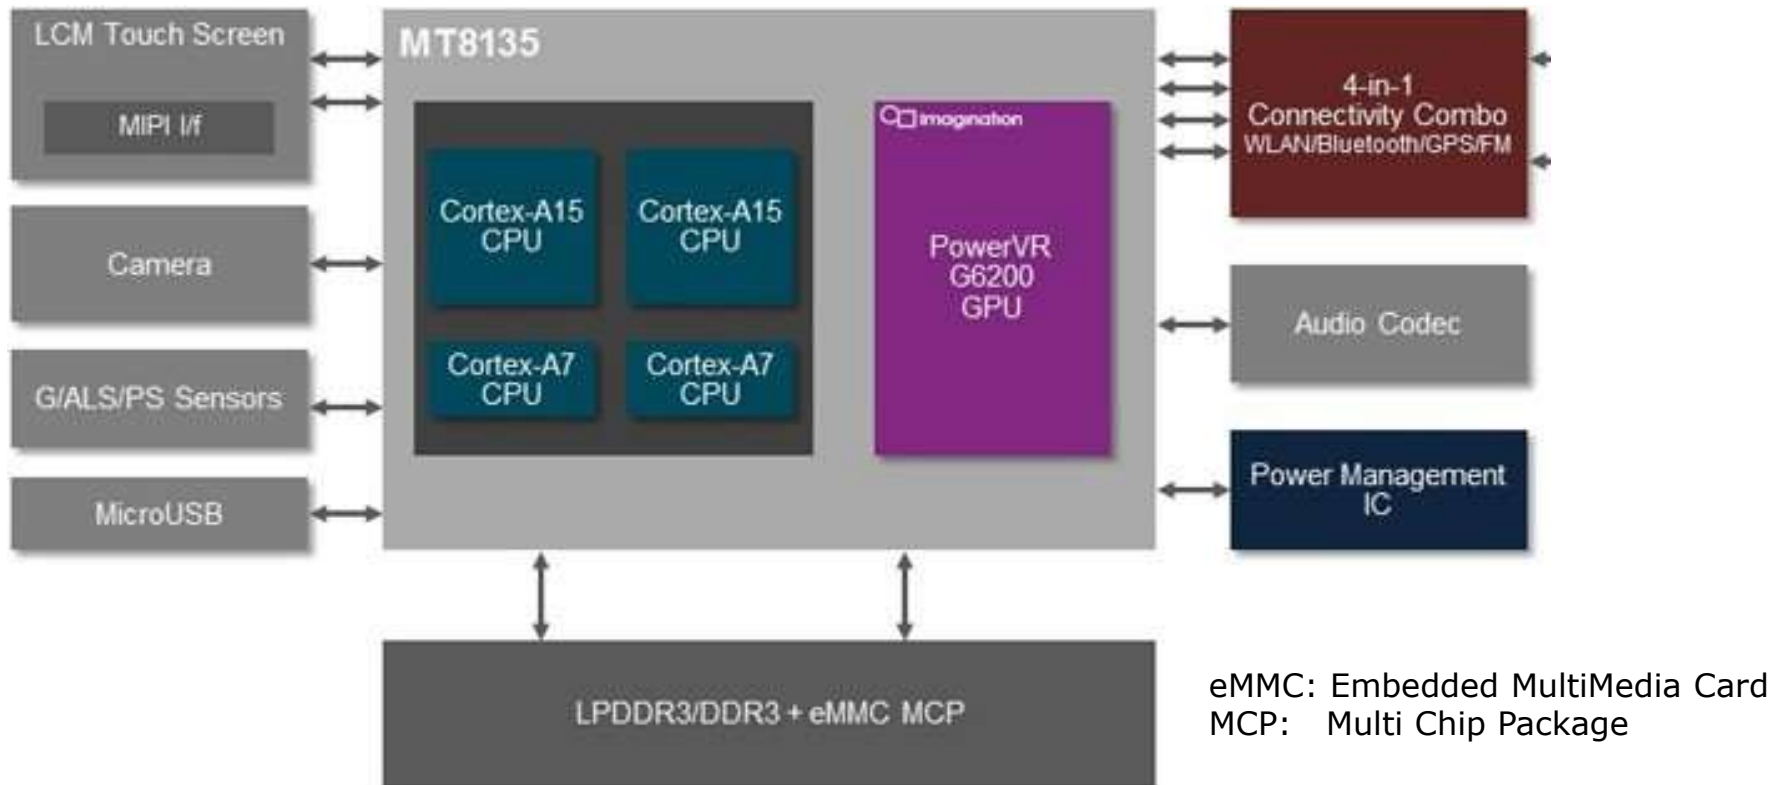 LCM Touch Screen
MIPI I/f
Camera
G/ALS/PS Sensors
MicroUSB
MT8135
Cortex-A15
CPU
Cortex-A15
CPU
Cortex-A7
CPU
Cortex-A7
CPU
imagination
PowerVR
G6200
GPU
4-in-1
Connectivity Combo
WLAN/Bluetooth/GPS/FM
Audio Codec
Power Management
IC
LPDDR3/DDR3 + eMMC MCP
eMMC: Embedded MultiMedia Card
MCP: Multi Chip Package